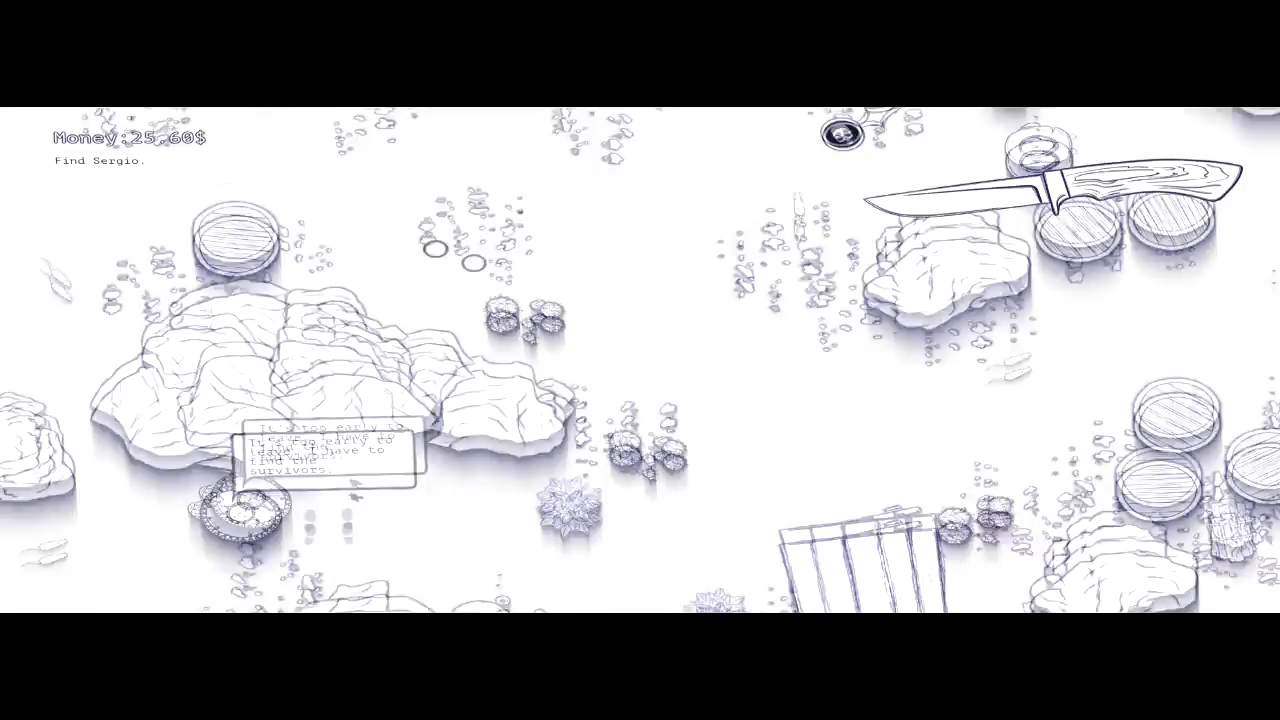 Money:25.60$
Find Sergio.
It's too early to
leave. I have to
find the
survivors.